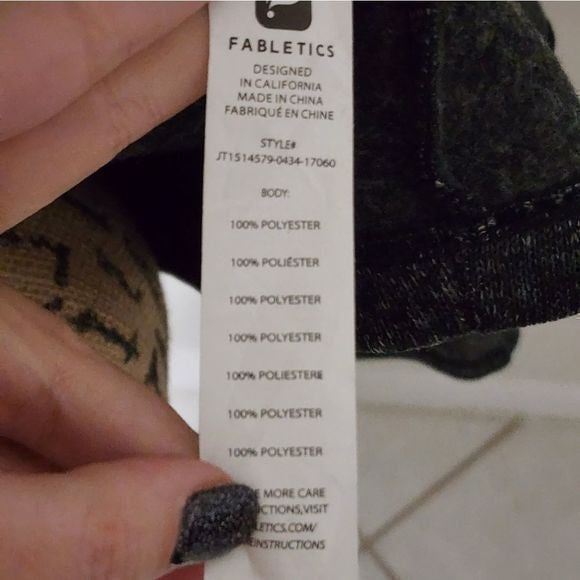 FABLETICS
DESIGNED
IN CALIFORNIA
MADE IN CHINA
FABRIQUÉ EN CHINE
STYLE#
JT1514579-0434-17060
BODY:
100% POLYESTER
100% POLIÉSTER
100% POLYESTER
100% POLYESTER
100% POLIESTERE
100% POLYESTER
100% POLYESTER
MORE CARE
VISIT